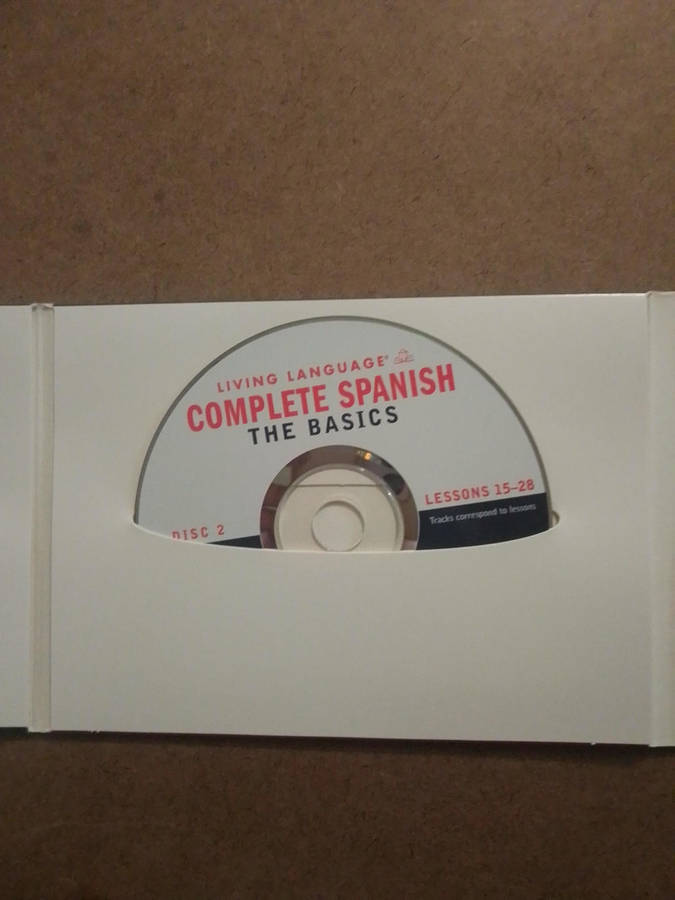 LIVING LANGUAGE®
COMPLETE SPANISH
THE BASICS
LESSONS 15–28
Tracks correspond to lessons
DISC 2